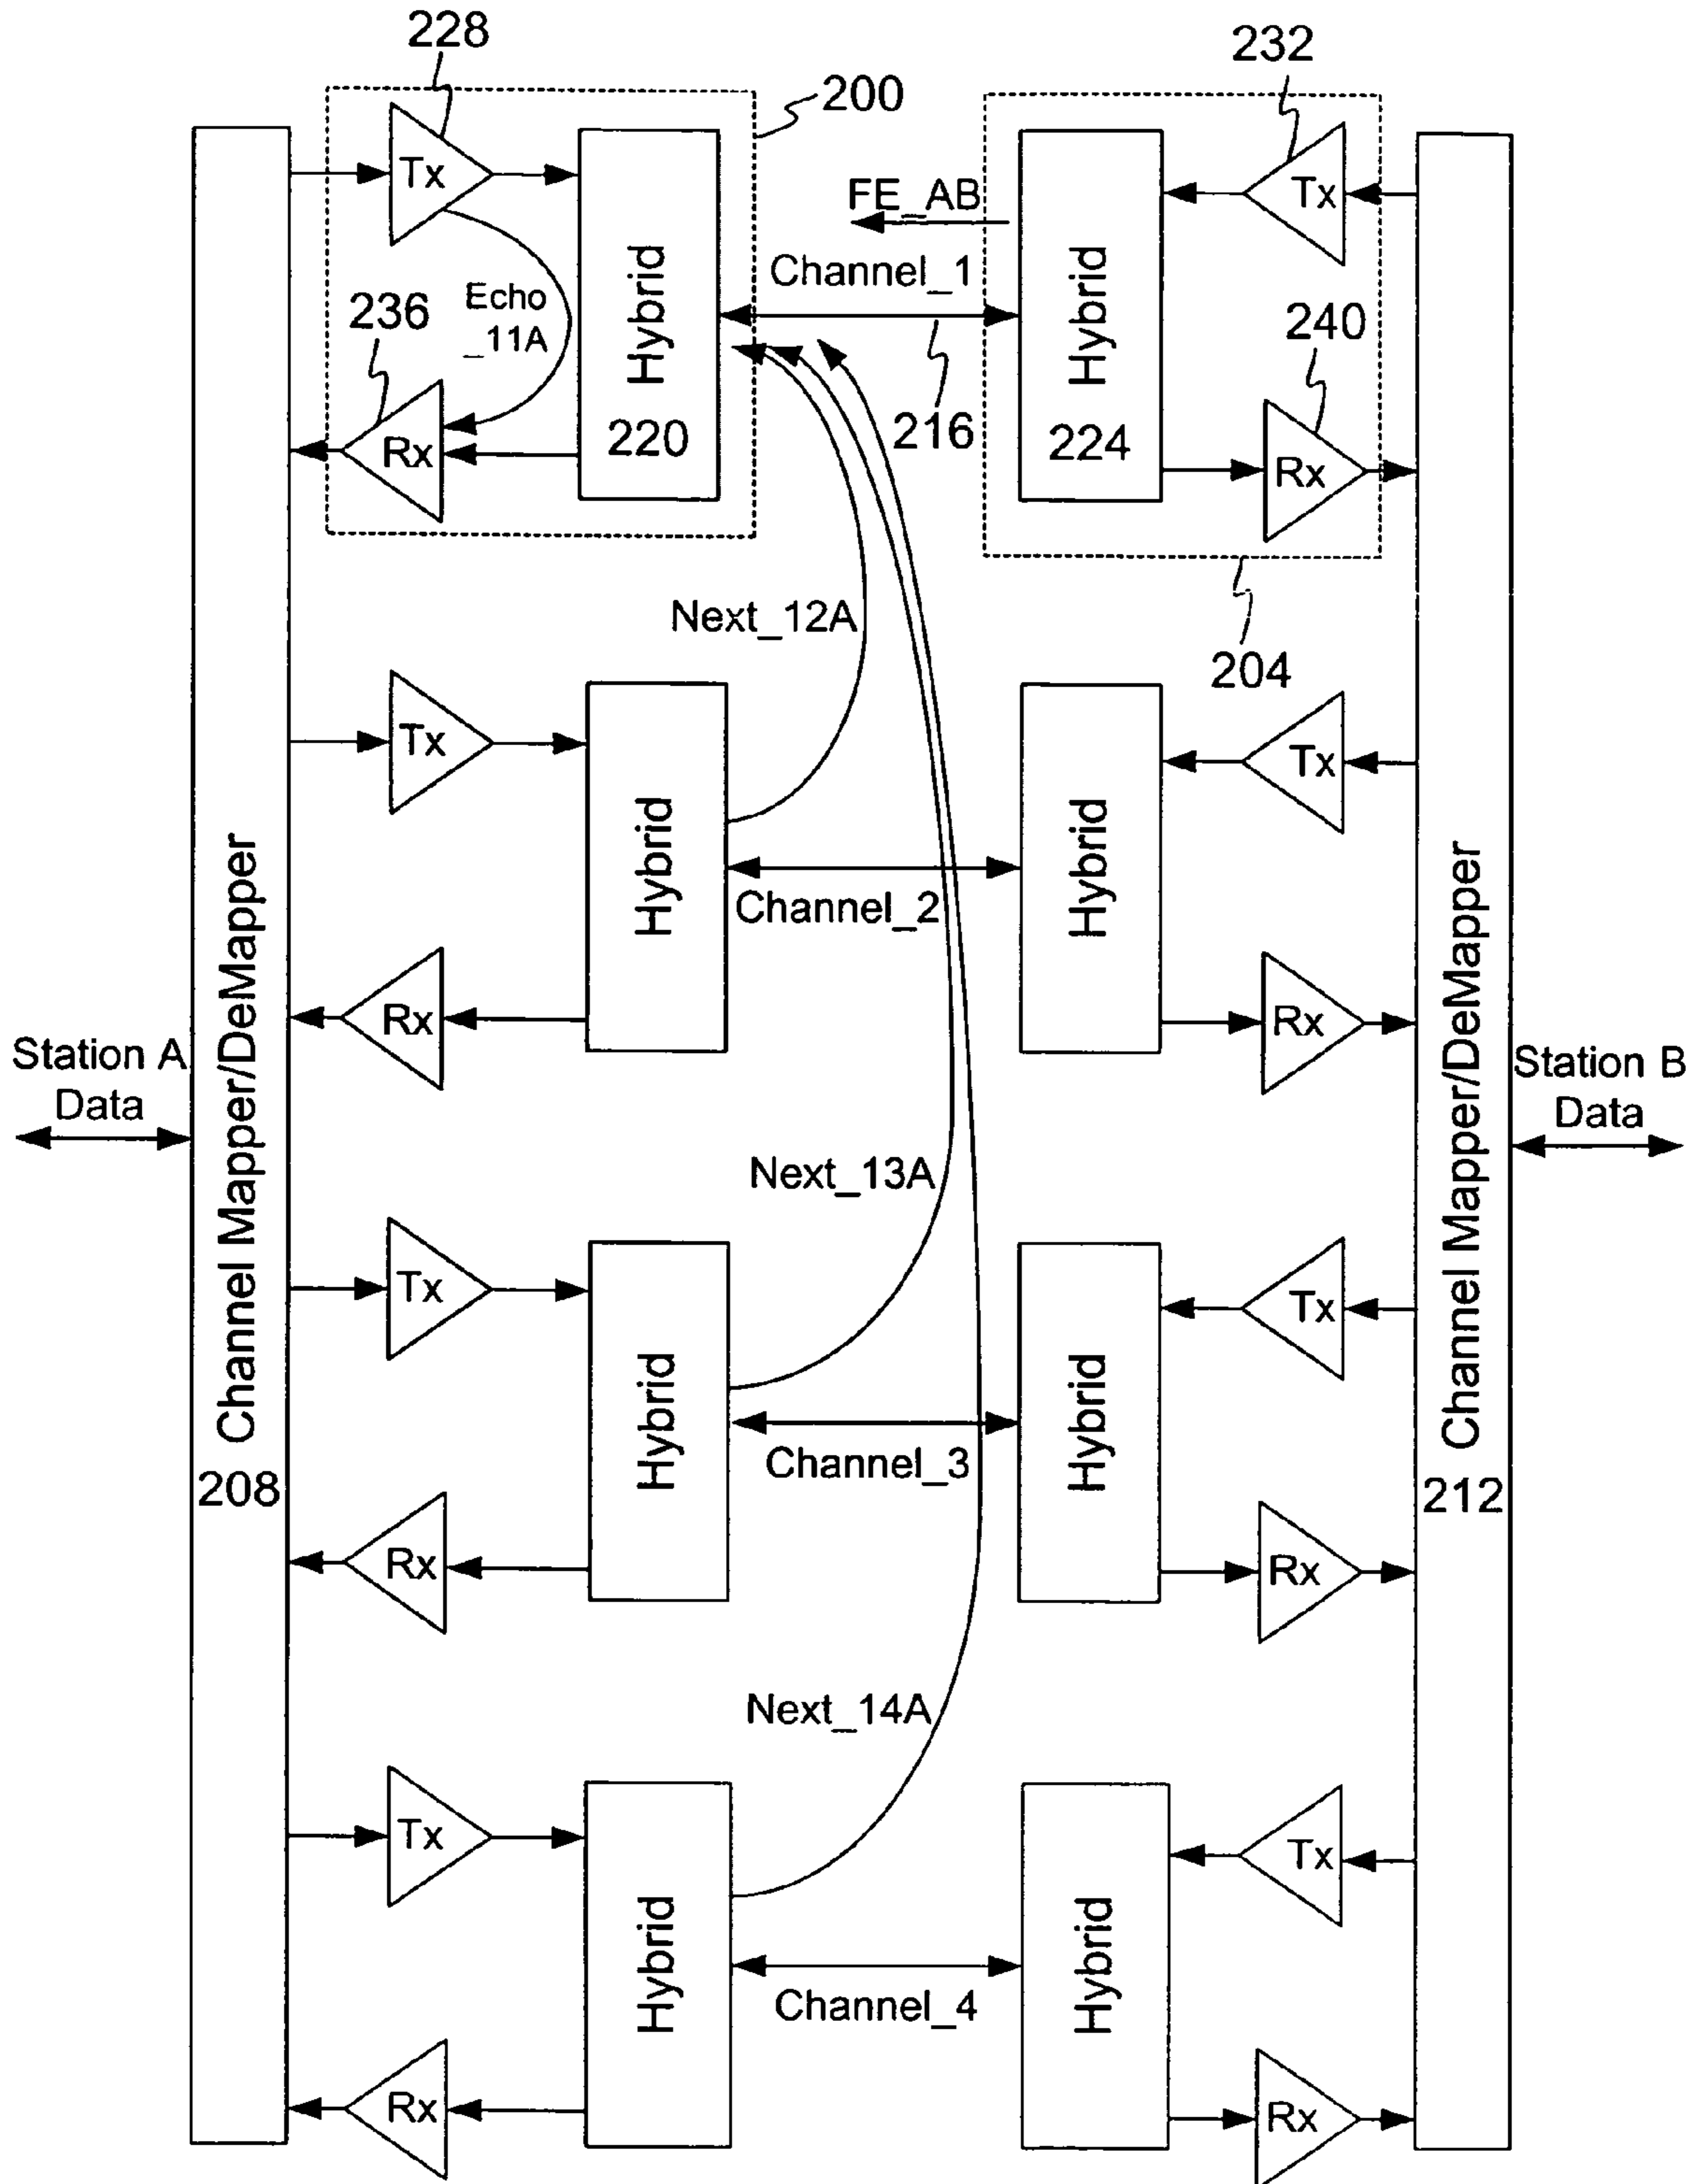 228
232
200
Tx
Tx
FE_AB
Hybrid
Hybrid
Channel_1
Echo
_11A
236
240
216
220
224
Rx
Rx
Next_12A
204
Tx
Tx
Hybrid
Hybrid
Channel_2
Rx
Rx
Channel Mapper/DeMapper
208
Channel Mapper/DeMapper
212
Station A
Data
Station B
Data
Next_13A
Tx
Tx
Hybrid
Hybrid
Channel_3
Rx
Rx
Next_14A
Tx
Tx
Hybrid
Hybrid
Channel_4
Rx
Rx